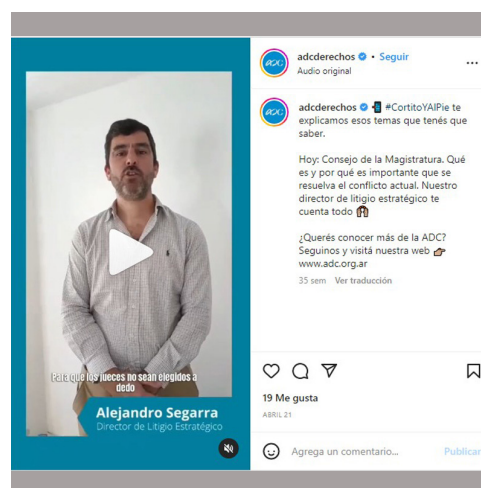 adcderechos • Seguir
Audio original
ADC
adcderechos #CortitoYAlPie te
explicamos esos temas que tenés que
saber.
Hoy: Consejo de la Magistratura. Qué
es y por qué es importante que se
resuelva el conflicto actual. Nuestro
director de litigio estratégico te
cuenta todo
¿Querés conocer más de la ADC?
Seguinos y visitá nuestra web
www.adc.org.ar
35 sem Ver traducción
Para que los jueces no sean elegidos a
dedo
Alejandro Segarra
Director de Litigio Estratégico
19 Me gusta
ABRIL 21
Agrega un comentario... Publicar